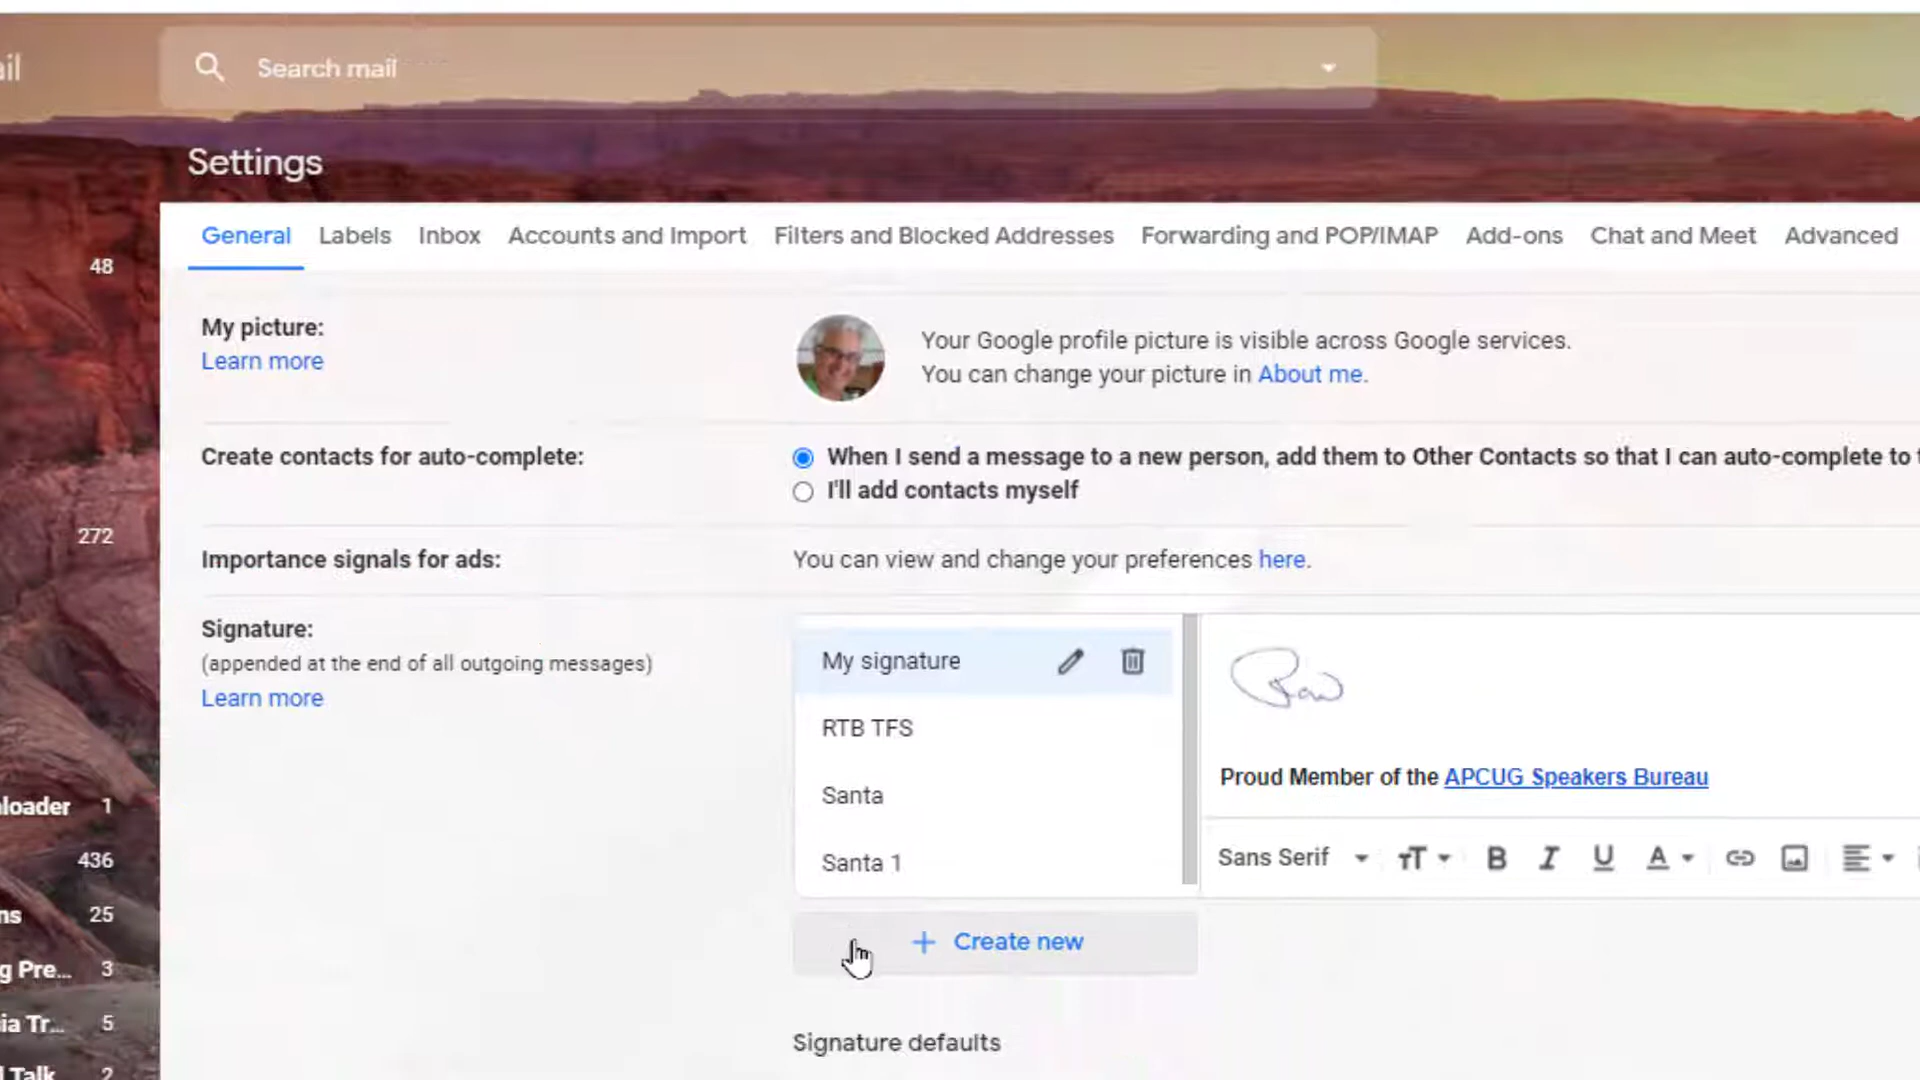 ail
Search mail
Settings
General Labels Inbox Accounts and Import Filters and Blocked Addresses Forwarding and POP/IMAP Add-ons Chat and Meet Advanced
48
My picture:
Learn more
Your Google profile picture is visible across Google services.
You can change your picture in About me.
Create contacts for auto-complete:
When I send a message to a new person, add them to Other Contacts so that I can auto-complete to t
I'll add contacts myself
272
Importance signals for ads:
You can view and change your preferences here.
Signature:
(appended at the end of all outgoing messages)
Learn more
My signature
RTB TFS
Santa
Santa 1
Proud Member of the APCUG Speakers Bureau
Sans Serif
Create new
Signature defaults
loader 1
436
ns 25
g Pre... 3
ia Tr... 5
l Talk 2